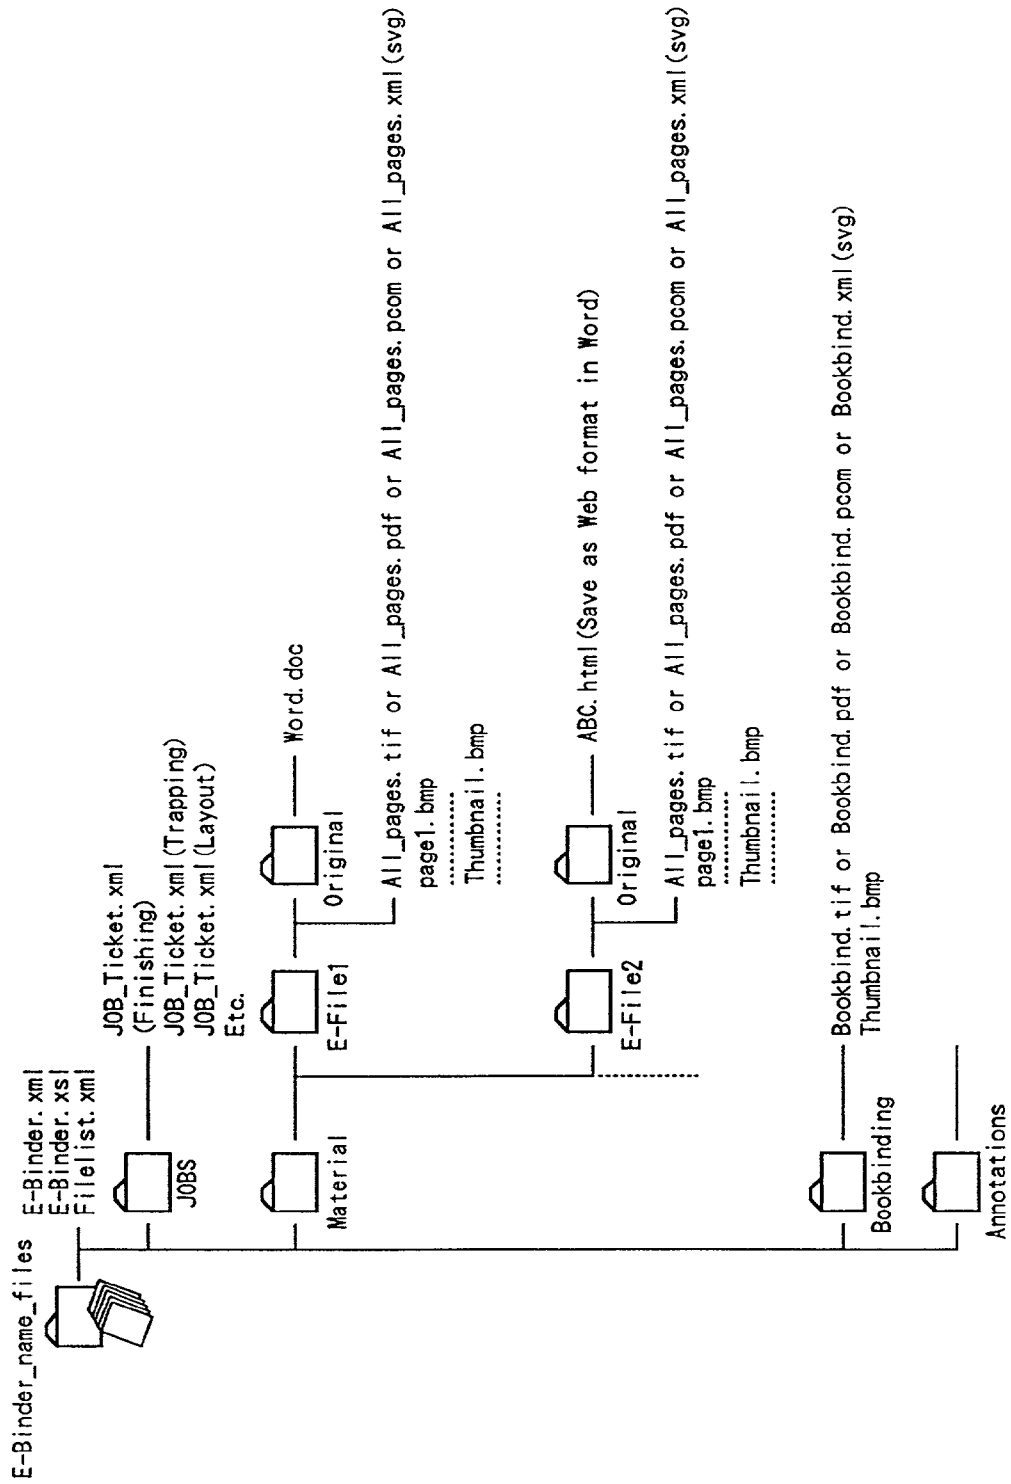 E-Binder_name_files
E-Binder.xml
E-Binder.xsl
Filelist.xml
JOBS
JOB_Ticket.xml
(Finishing)
JOB_Ticket.xml(Trapping)
JOB_Ticket.xml(Layout)
Etc.
Material
E-File1
Original
Word.doc
All_pages.tif or All_pages.pdf or All_pages.pcom or All_pages.xml(svg)
page1.bmp
Thumbnail.bmp
E-File2
Original
ABC.html(Save as Web format in Word)
All_pages.tif or All_pages.pdf or All_pages.pcom or All_pages.xml(svg)
page1.bmp
Thumbnail.bmp
Bookbinding
Bookbind.tif or Bookbind.pdf or Bookbind.pcom or Bookbind.xml(svg)
Thumbnail.bmp
Annotations